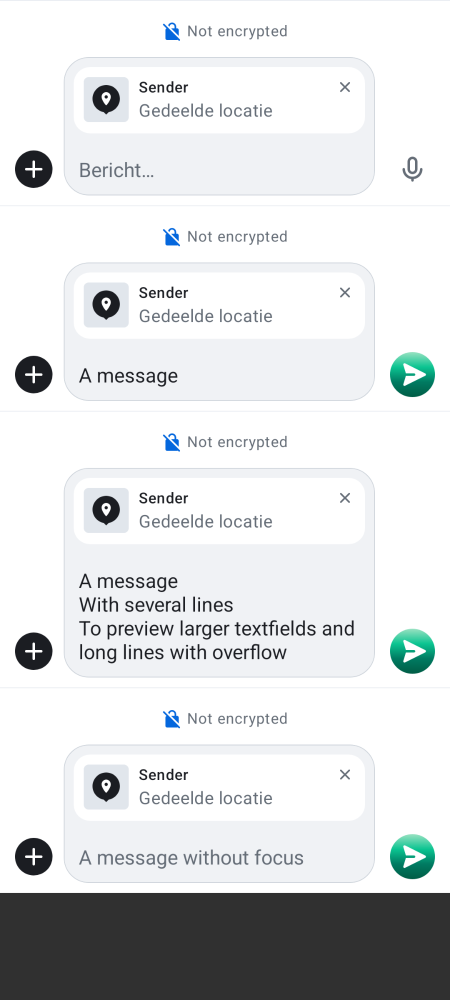 Not encrypted
Sender
Gedeelde locatie
Bericht…
Not encrypted
Sender
Gedeelde locatie
A message
Not encrypted
Sender
Gedeelde locatie
A message
With several lines
To preview larger textfields and
long lines with overflow
Not encrypted
Sender
Gedeelde locatie
A message without focus